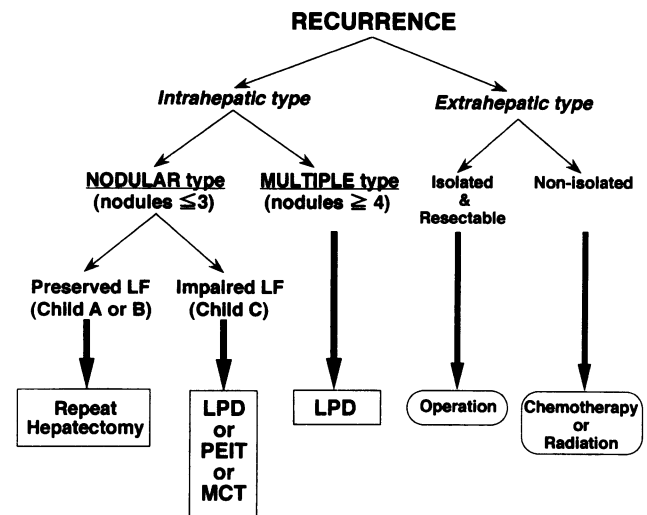 RECURRENCE
Intrahepatic type
Extrahepatic type
NODULAR type
(nodules ≦3)
MULTIPLE type
(nodules ≧ 4)
Isolated
&
Resectable
Non-isolated
Preserved LF
(Child A or B)
Impaired LF
(Child C)
Repeat
Hepatectomy
LPD
or
PEIT
or
MCT
LPD
Operation
Chemotherapy
or
Radiation